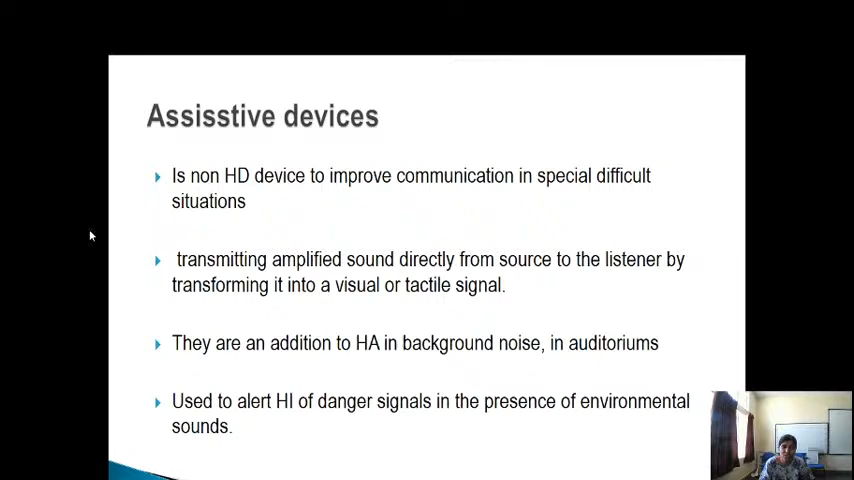 Assisstive devices
Is non HD device to improve communication in special difficult
situations
transmitting amplified sound directly from source to the listener by
transforming it into a visual or tactile signal.
They are an addition to HA in background noise, in auditoriums
Used to alert HI of danger signals in the presence of environmental
sounds.